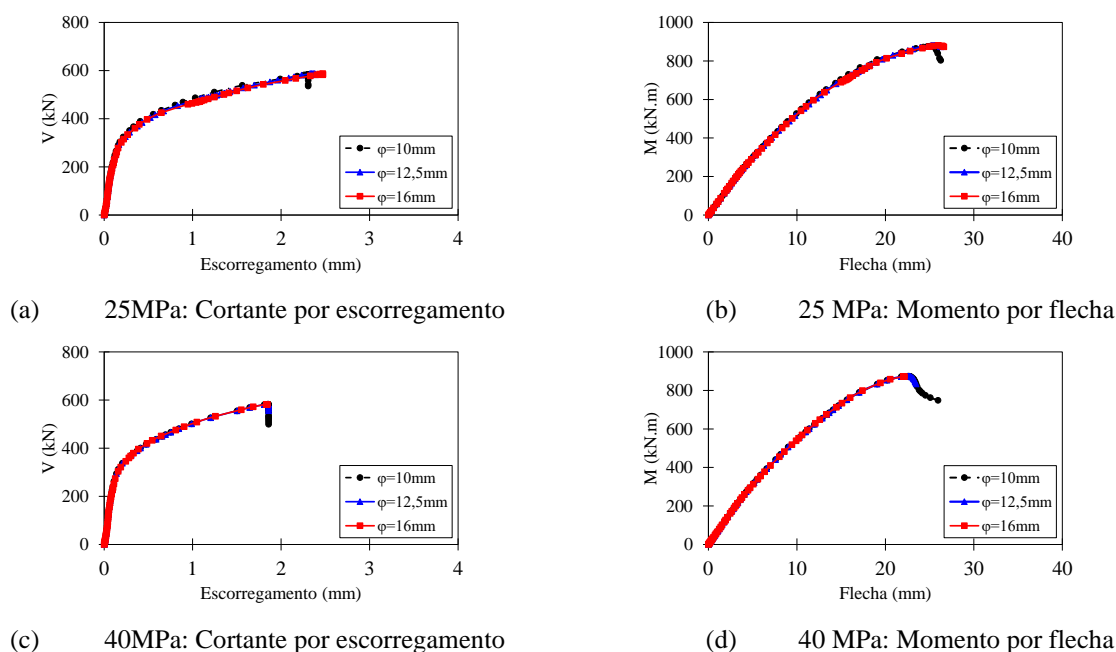 800
600
400
200
0
V (kN)
φ=10mm
φ=12,5mm
φ=16mm
0 1 2 3 4
Escorregamento (mm)
1000
800
600
400
200
0
M (kN.m)
φ=10mm
φ=12,5mm
φ=16mm
0 10 20 30 40
Flecha (mm)
(a) 25MPa: Cortante por escorregamento
(b) 25 MPa: Momento por flecha
800
600
400
200
0
V (kN)
φ=10mm
φ=12,5mm
φ=16mm
0 1 2 3 4
Escorregamento (mm)
1000
800
600
400
200
0
M (kN.m)
φ=10mm
φ=12,5mm
φ=16mm
0 10 20 30 40
Flecha (mm)
(c) 40MPa: Cortante por escorregamento
(d) 40 MPa: Momento por flecha